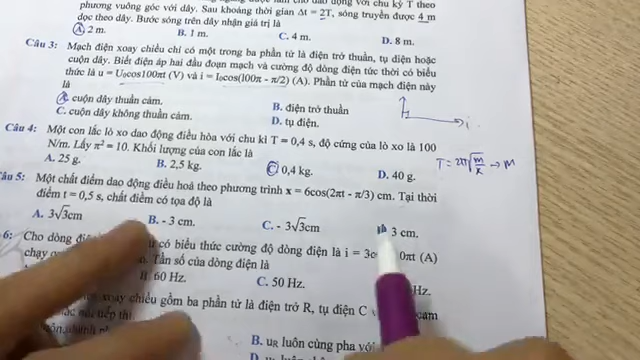 phương vuông góc với dây. Sau khoảng thời gian Δt = 2T, sóng truyền được 4 m
dọc theo dây. Bước sóng trên dây nhận giá trị là
A. 2 m.
B. 1 m.
C. 4 m.
D. 8 m.
Câu 3: Mạch điện xoay chiều chỉ có một trong ba phần tử là điện trở thuần, tụ điện hoặc
cuộn dây. Biết điện áp hai đầu đoạn mạch và cường độ dòng điện tức thời có biểu
thức là u = U₀cos100πt (V) và i = I₀cos(100π - π/2) (A). Phần tử của mạch điện này
là
A. cuộn dây thuần cảm.
B. điện trở thuần
C. cuộn dây không thuần cảm.
D. tụ điện.
Câu 4: Một con lắc lò xo dao động điều hòa với chu kì T = 0,4 s, độ cứng của lò xo là 100
N/m. Lấy π² = 10. Khối lượng của con lắc là
A. 25 g.
B. 2,5 kg.
C. 0,4 kg.
D. 40 g.
T = 2π√m/k → m
Câu 5: Một chất điểm dao động điều hoà theo phương trình x = 6cos(2πt - π/3) cm. Tại thời
điểm t = 0,5 s, chất điểm có tọa độ là
A. 3√3cm
B. - 3 cm.
C. - 3√3cm
3 cm.
6: Cho dòng có biểu thức cường độ dòng điện là i = 0πt (A)
chạy Tần số của dòng điện là
B. 60 Hz.
C. 50 Hz.
Hz.
xoay chiều gồm ba phần tử là điện trở R, tụ điện C cảm
B. uR luôn cùng pha với